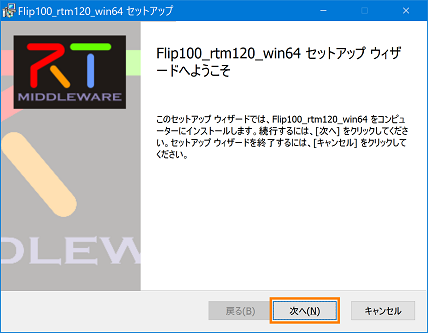 Flip100_rtm120_win64 セットアップ
RT
MIDDLEWARE
DDLEW
Flip100_rtm120_win64 セットアップ ウィザ
ードへようこそ
このセットアップ ウィザードでは、Flip100_rtm120_win64 をコンピュ
ーターにインストールします。続行するには、[次へ] をクリックしてくださ
い。セットアップ ウィザードを終了するには、[キャンセル] をクリックして
ください。
戻る(B)
次へ(N)
キャンセル